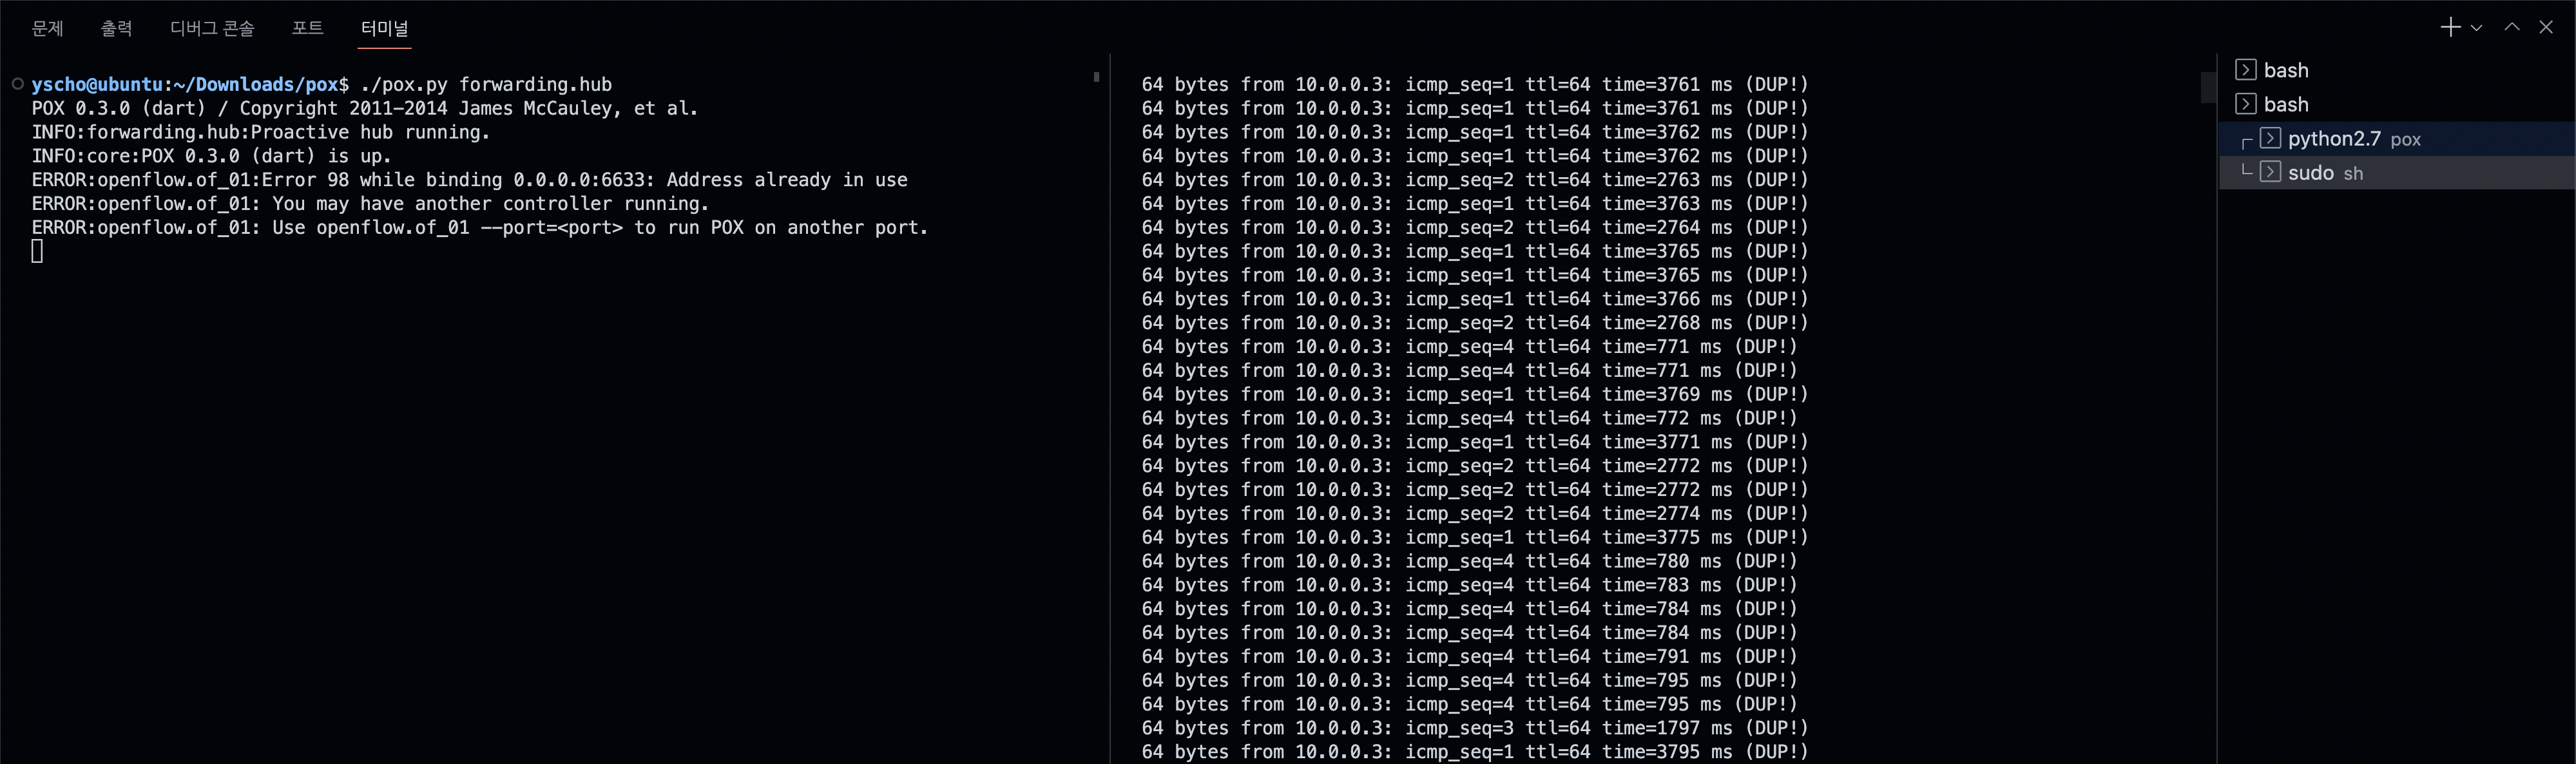 문제 출력 디버그 콘솔 포트 터미널
yscho@ubuntu:~/Downloads/pox$ ./pox.py forwarding.hub
POX 0.3.0 (dart) / Copyright 2011-2014 James McCauley, et al.
INFO:forwarding.hub:Proactive hub running.
INFO:core:POX 0.3.0 (dart) is up.
ERROR:openflow.of_01:Error 98 while binding 0.0.0.0:6633: Address already in use
ERROR:openflow.of_01: You may have another controller running.
ERROR:openflow.of_01: Use openflow.of_01 --port=<port> to run POX on another port.
64 bytes from 10.0.0.3: icmp_seq=1 ttl=64 time=3761 ms (DUP!)
64 bytes from 10.0.0.3: icmp_seq=1 ttl=64 time=3761 ms (DUP!)
64 bytes from 10.0.0.3: icmp_seq=1 ttl=64 time=3762 ms (DUP!)
64 bytes from 10.0.0.3: icmp_seq=1 ttl=64 time=3762 ms (DUP!)
64 bytes from 10.0.0.3: icmp_seq=2 ttl=64 time=2763 ms (DUP!)
64 bytes from 10.0.0.3: icmp_seq=1 ttl=64 time=3763 ms (DUP!)
64 bytes from 10.0.0.3: icmp_seq=2 ttl=64 time=2764 ms (DUP!)
64 bytes from 10.0.0.3: icmp_seq=1 ttl=64 time=3765 ms (DUP!)
64 bytes from 10.0.0.3: icmp_seq=1 ttl=64 time=3765 ms (DUP!)
64 bytes from 10.0.0.3: icmp_seq=1 ttl=64 time=3766 ms (DUP!)
64 bytes from 10.0.0.3: icmp_seq=2 ttl=64 time=2768 ms (DUP!)
64 bytes from 10.0.0.3: icmp_seq=4 ttl=64 time=771 ms (DUP!)
64 bytes from 10.0.0.3: icmp_seq=4 ttl=64 time=771 ms (DUP!)
64 bytes from 10.0.0.3: icmp_seq=1 ttl=64 time=3769 ms (DUP!)
64 bytes from 10.0.0.3: icmp_seq=4 ttl=64 time=772 ms (DUP!)
64 bytes from 10.0.0.3: icmp_seq=1 ttl=64 time=3771 ms (DUP!)
64 bytes from 10.0.0.3: icmp_seq=2 ttl=64 time=2772 ms (DUP!)
64 bytes from 10.0.0.3: icmp_seq=2 ttl=64 time=2772 ms (DUP!)
64 bytes from 10.0.0.3: icmp_seq=2 ttl=64 time=2774 ms (DUP!)
64 bytes from 10.0.0.3: icmp_seq=1 ttl=64 time=3775 ms (DUP!)
64 bytes from 10.0.0.3: icmp_seq=4 ttl=64 time=780 ms (DUP!)
64 bytes from 10.0.0.3: icmp_seq=4 ttl=64 time=783 ms (DUP!)
64 bytes from 10.0.0.3: icmp_seq=4 ttl=64 time=784 ms (DUP!)
64 bytes from 10.0.0.3: icmp_seq=4 ttl=64 time=784 ms (DUP!)
64 bytes from 10.0.0.3: icmp_seq=4 ttl=64 time=791 ms (DUP!)
64 bytes from 10.0.0.3: icmp_seq=4 ttl=64 time=795 ms (DUP!)
64 bytes from 10.0.0.3: icmp_seq=4 ttl=64 time=795 ms (DUP!)
64 bytes from 10.0.0.3: icmp_seq=3 ttl=64 time=1797 ms (DUP!)
64 bytes from 10.0.0.3: icmp_seq=1 ttl=64 time=3795 ms (DUP!)
bash
bash
python2.7 pox
sudo sh